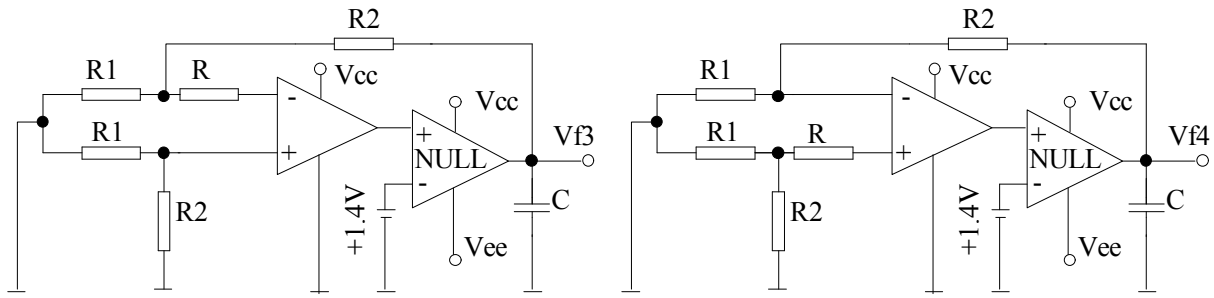 R2
R1
R
Vcc
-
Vcc
Vf3
R1
+
+
NULL
-
R2
+1.4V
C
Vee
R2
R1
Vcc
-
Vcc
Vf4
R1
R
+
+
NULL
-
R2
+1.4V
C
Vee